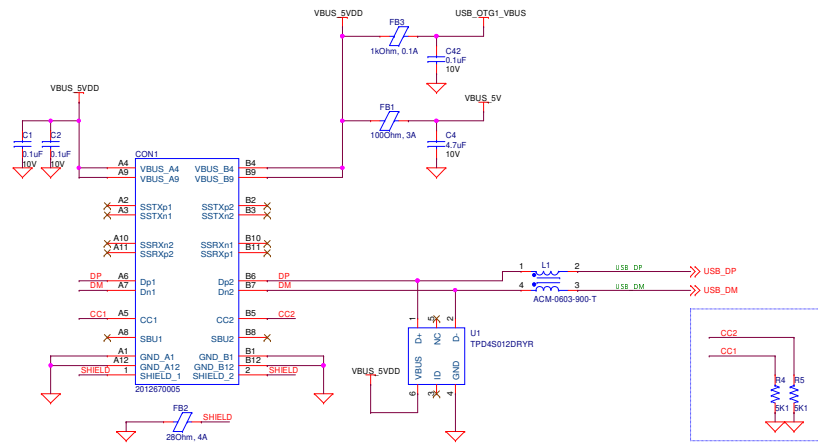 VBUS_5VDD
FB3
USB_OTG1_VBUS
1kOhm, 0.1A
C42
0.1uF
10V
VBUS_5VDD
VBUS_5V
FB1
100Ohm, 3A
C4
4.7uF
10V
C1
0.1uF
10V
C2
0.1uF
10V
CON1
A4 VBUS_A4 VBUS_B4 B4
A9 VBUS_A9 VBUS_B9 B9
A2 SSTXp1 SSTXp2 B2
A3 SSTXn1 SSTXn2 B3
A10 SSRXn2 SSRXn1 B10
A11 SSRXp2 SSRXp1 B11
DP A6 Dp1 Dp2 B6 DP
DM A7 Dn1 Dn2 B7 DM
CC1 A5 CC1 CC2 B5 CC2
A8 SBU1 SBU2 B8
A1 GND_A1 GND_B1 B1
A12 GND_A12 GND_B12 B12
SHIELD 1 SHIELD_1 SHIELD_2 2 SHIELD
2012670005
1 L1 2 USB_DP USB_DP
4 3 USB_DM USB_DM
ACM-0603-900-T
1 5 2
D+ NC D-
VBUS ID GND
6 3 4
U1
TPD4S012DRYR
VBUS_5VDD
FB2 SHIELD
28Ohm, 4A
CC2
CC1
R4 R5
5K1 5K1